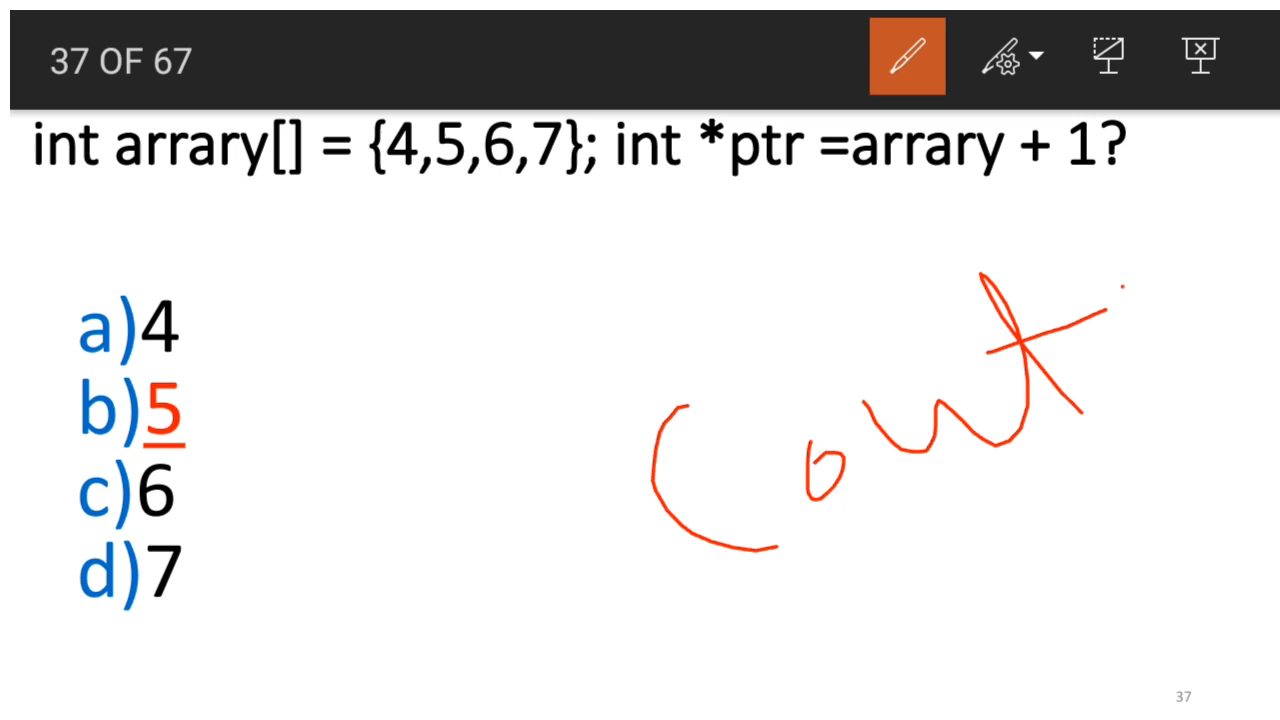 37 OF 67
int arrary[] = {4,5,6,7}; int *ptr =arrary + 1?
a)4
b)5
c)6
d)7
Cout
37